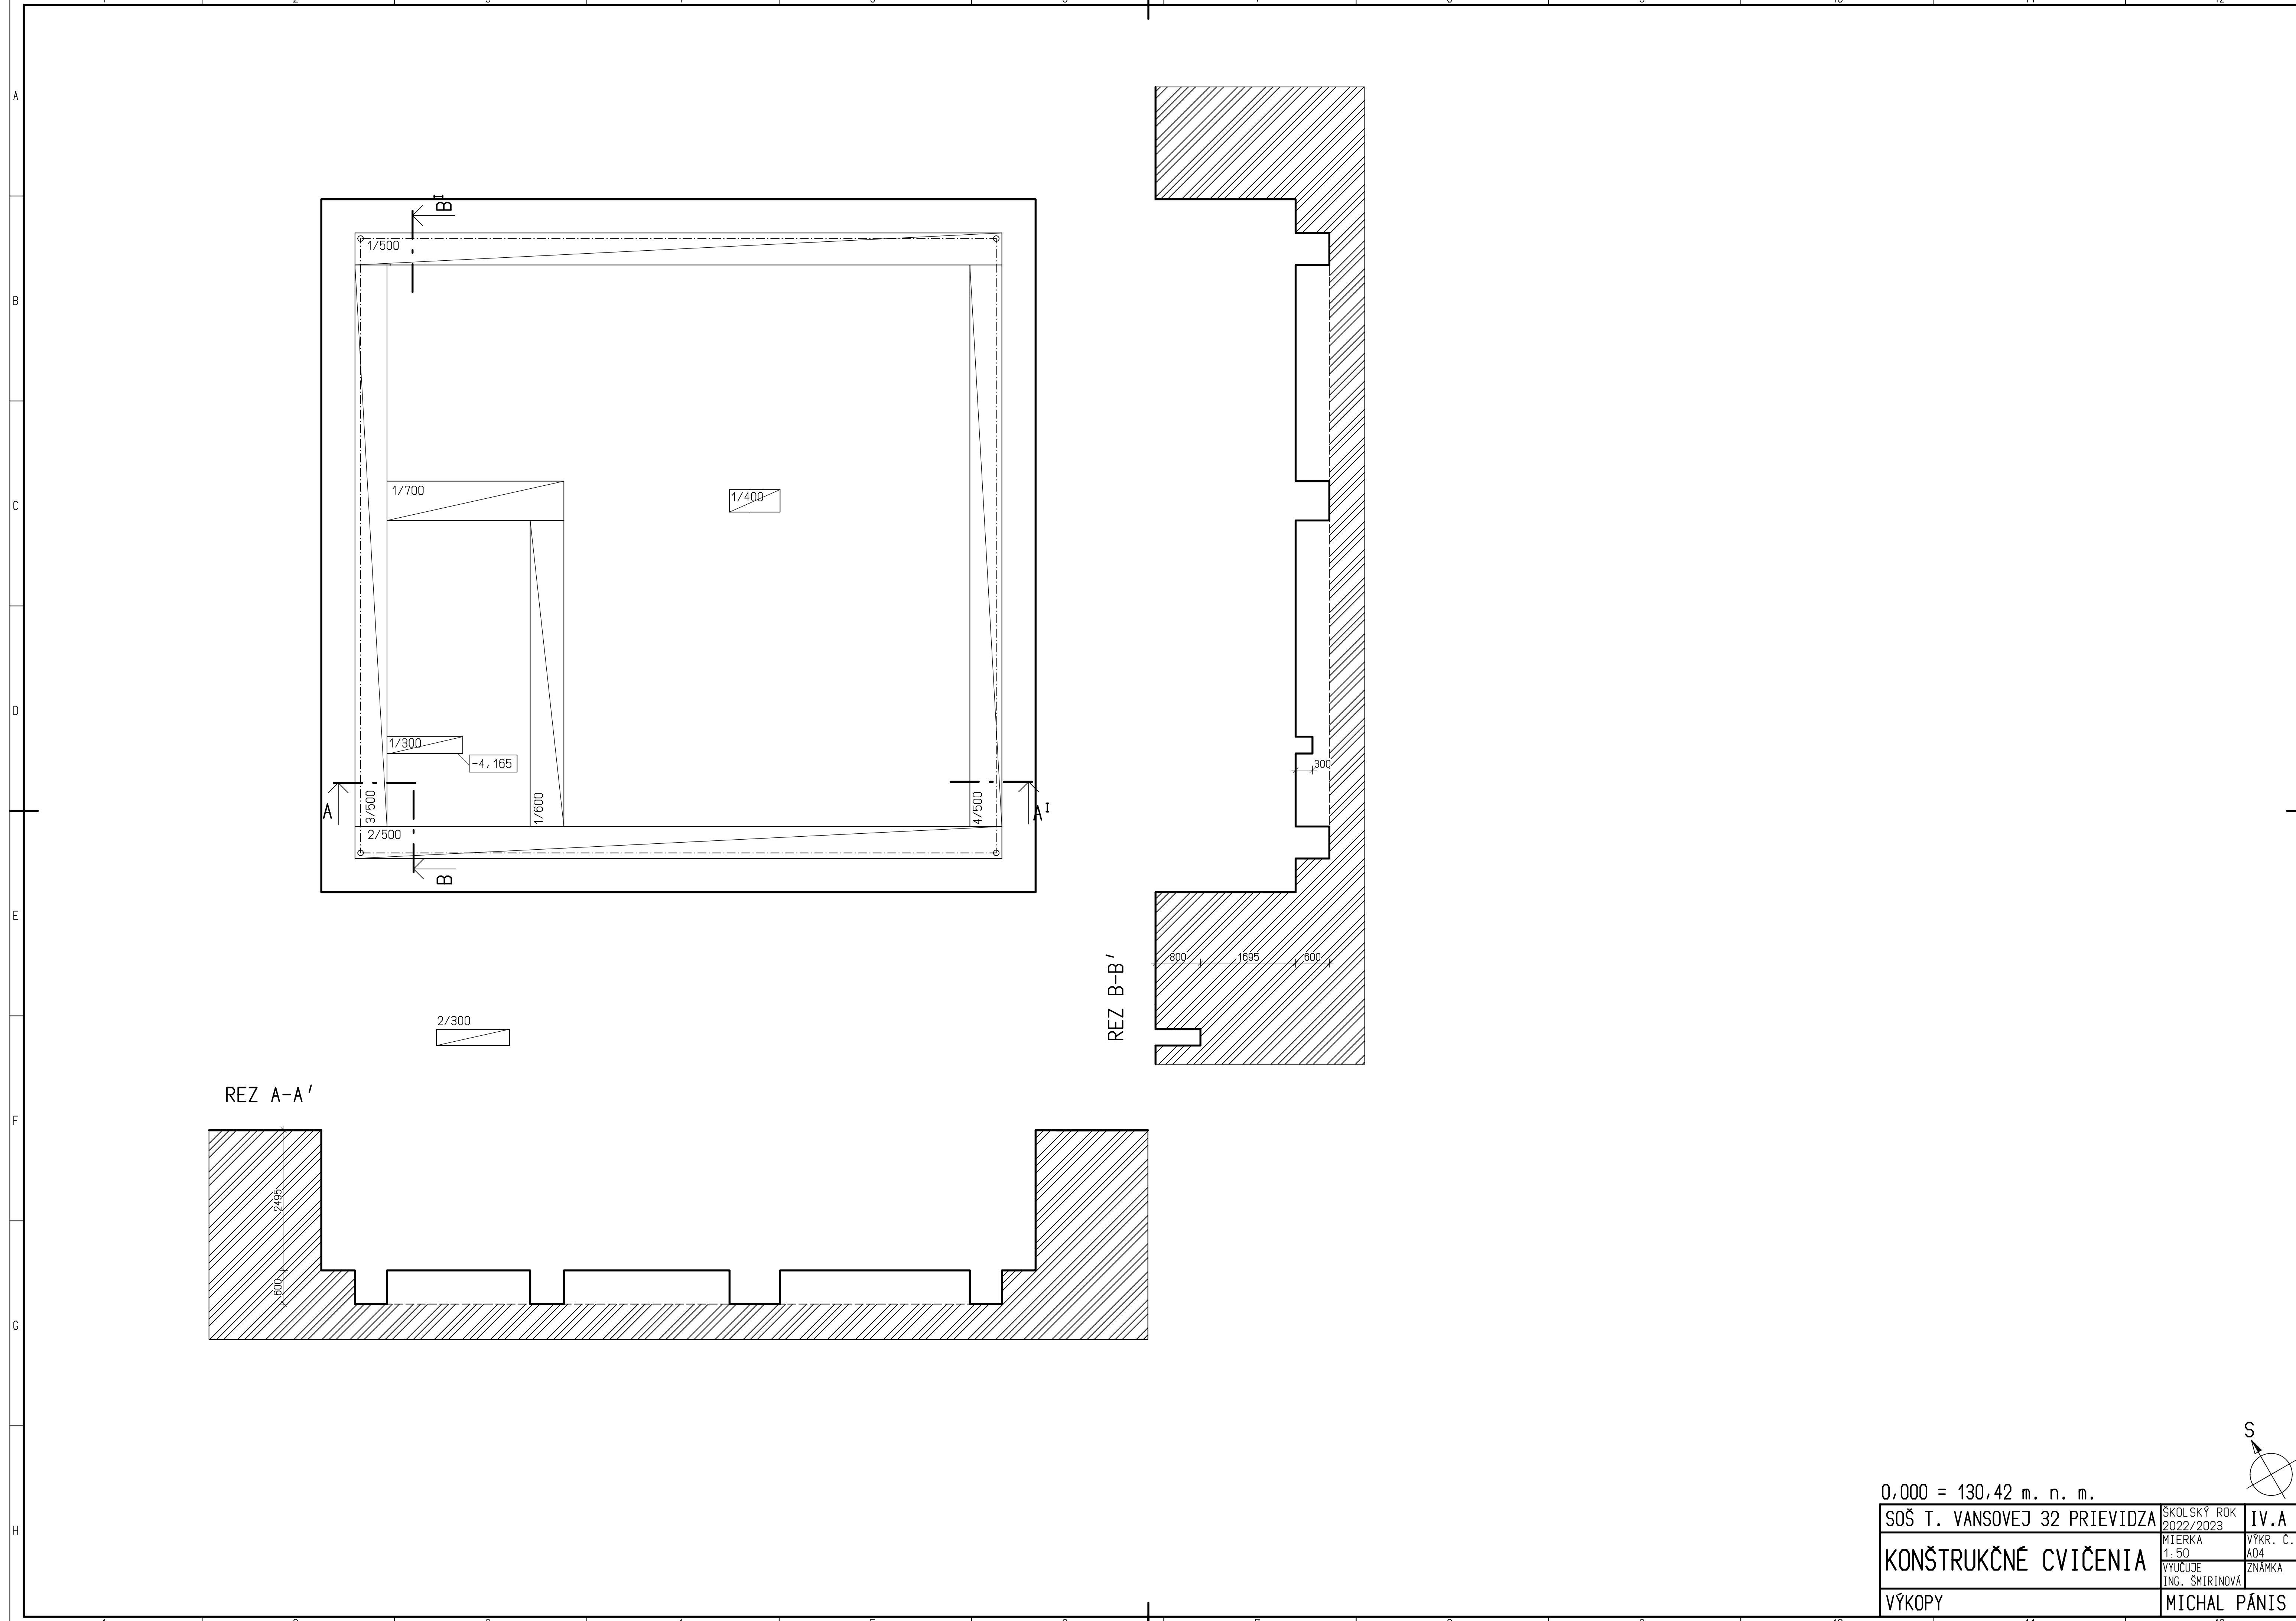 A
B
C
D
E
F
G
H
B I
1/500
1/700
1/400
1/300
-4,165
300
3/500
1/600
4/500
A
A I
2/500
B
800
1695
600
REZ B-B'
2/300
REZ A-A'
2495
600
S
0,000 = 130,42 m. n. m.
SOŠ T. VANSOVEJ 32 PRIEVIDZA
ŠKOLSKÝ ROK
2022/2023
IV.A
KONŠTRUKČNÉ CVIČENIA
MIERKA
1:50
VÝKR. Č.
A04
VYUČUJE
ING. ŠMIRINOVÁ
ZNÁMKA
VÝKOPY
MICHAL PÁNIS